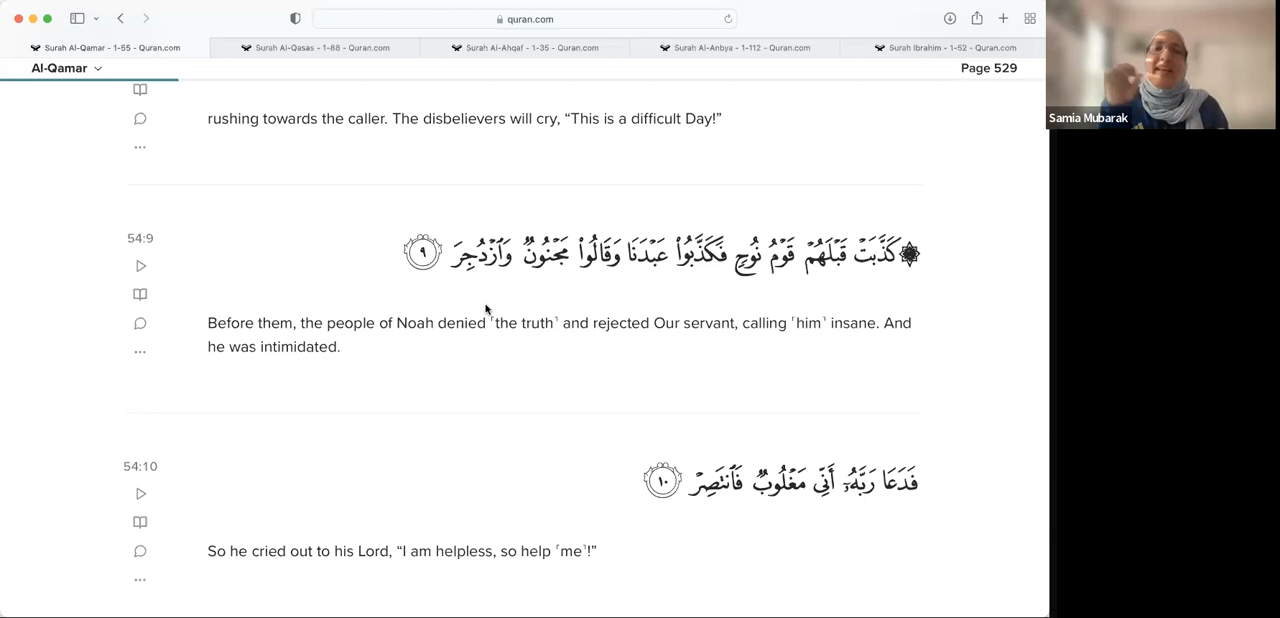 quran.com
Surah Al-Qamar - 1-55 - Quran.com
Surah Al-Qasas - 1-88 - Quran.com
Surah Al-Ahqaf - 1-35 - Quran.com
Surah Al-Anbya - 1-112 - Quran.com
Surah Ibrahim - 1-52 - Quran.com
Al-Qamar
Page 529
Samia Mubarak
rushing towards the caller. The disbelievers will cry, “This is a difficult Day!”
54:9
۞ كَذَّبَتْ قَبْلَهُمْ قَوْمُ نُوحٍ فَكَذَّبُوا۟ عَبْدَنَا وَقَالُوا۟ مَجْنُونٌ وَٱزْدُجِرَ ٩
Before them, the people of Noah denied ˹the truth˺ and rejected Our servant, calling ˹him˺ insane. And
he was intimidated.
54:10
فَدَعَا رَبَّهُۥٓ أَنِّى مَغْلُوبٌ فَٱنتَصِرْ ١٠
So he cried out to his Lord, “I am helpless, so help ˹me˺!”